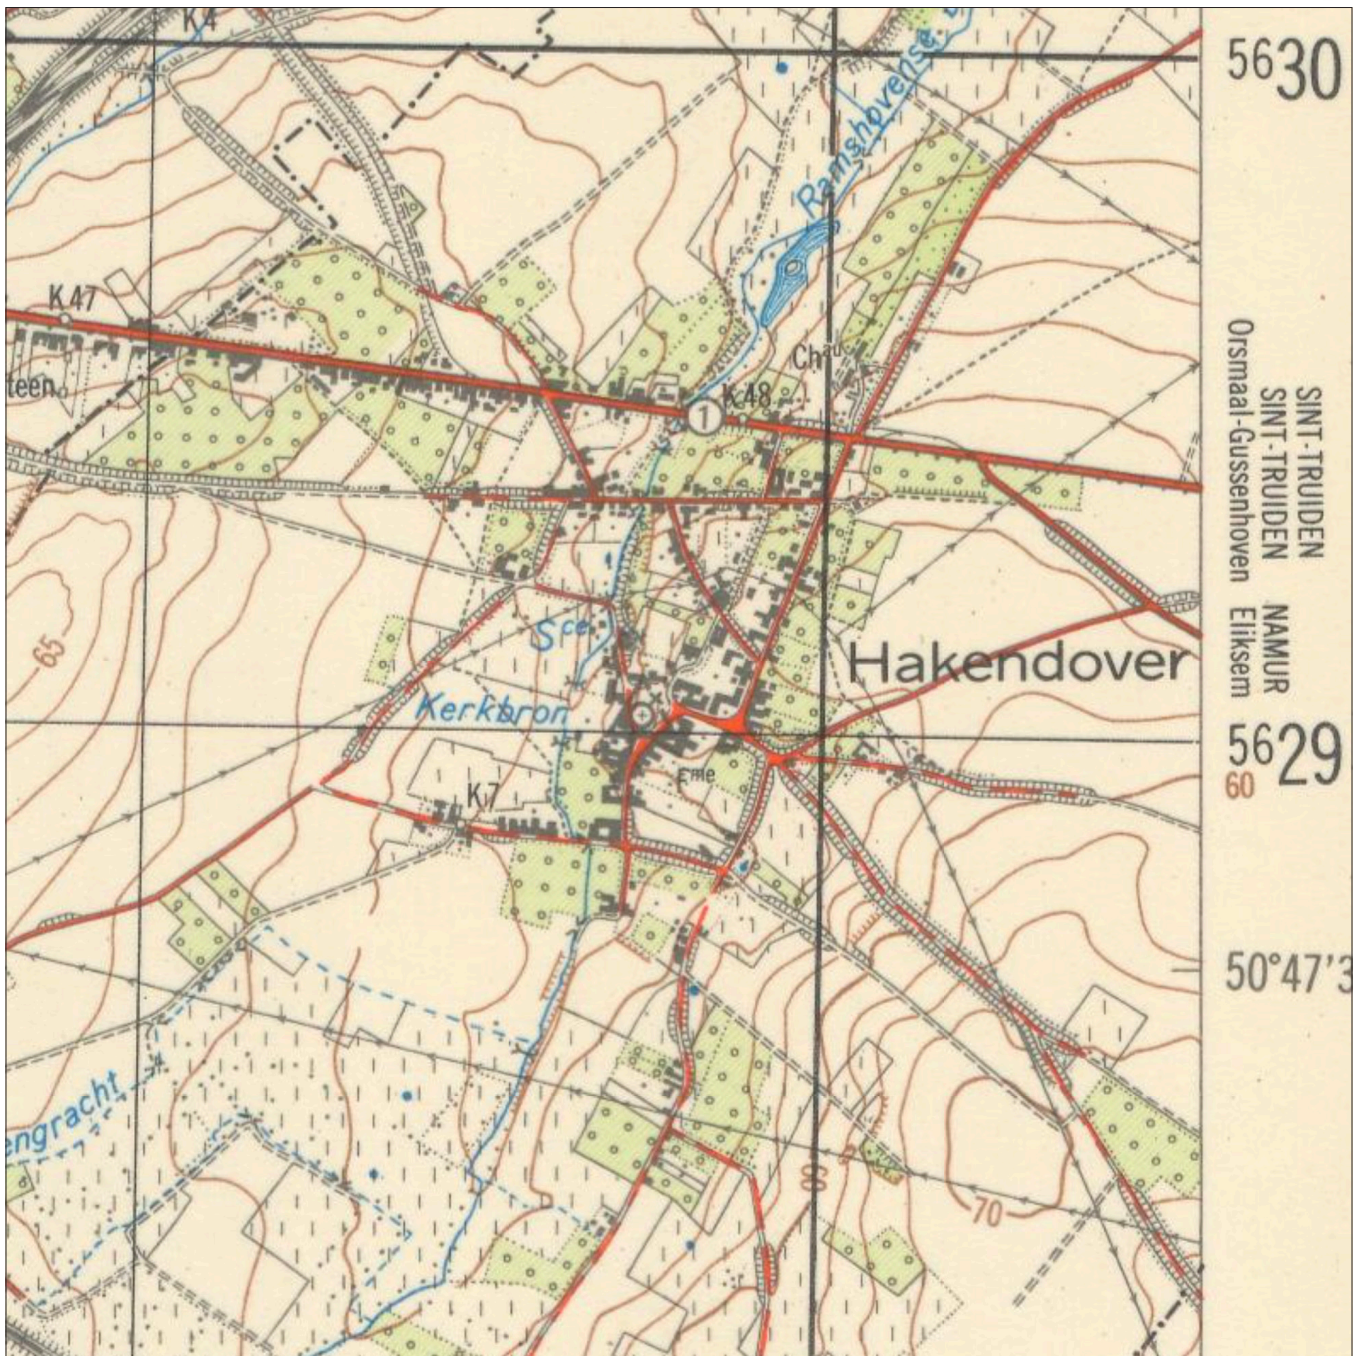 K4
5630
Ramshovense
K47
Chau
teen
K48
1
SINT-TRUIDEN
SINT-TRUIDEN NAMUR
Orsmaal-Gussenhoven Eliksem
Sce
Hakendover
65
Kerkbron
5629
60
Fme
K7
50°47'3
engracht
60
70